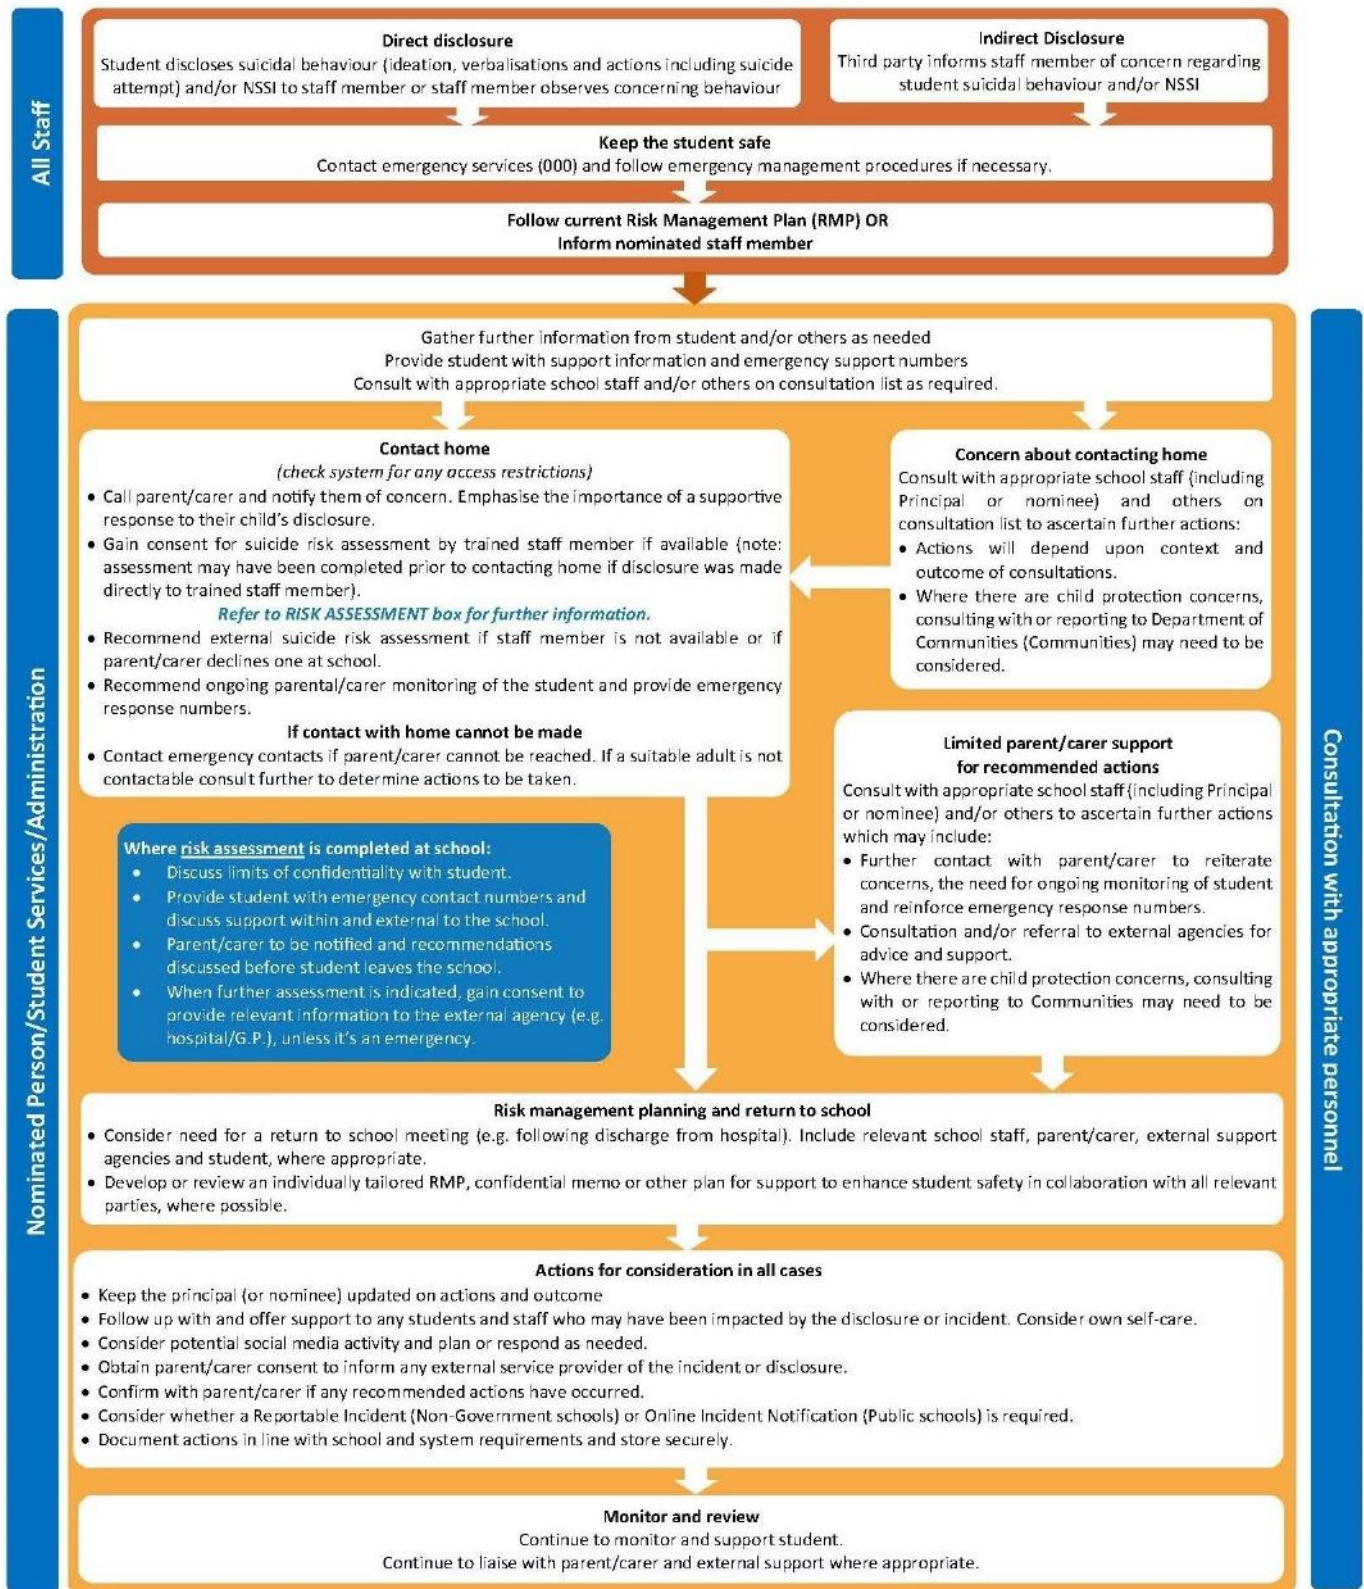 All Staff
Direct disclosure
Student discloses suicidal behaviour (ideation, verbalisations and actions including suicide
attempt) and/or NSSI to staff member or staff member observes concerning behaviour
Indirect Disclosure
Third party informs staff member of concern regarding
student suicidal behaviour and/or NSSI
Keep the student safe
Contact emergency services (000) and follow emergency management procedures if necessary.
Follow current Risk Management Plan (RMP) OR
Inform nominated staff member
Nominated Person/Student Services/Administration
Consultation with appropriate personnel
Gather further information from student and/or others as needed
Provide student with support information and emergency support numbers
Consult with appropriate school staff and/or others on consultation list as required.
Contact home
(check system for any access restrictions)
• Call parent/carer and notify them of concern. Emphasise the importance of a supportive
response to their child's disclosure.
• Gain consent for suicide risk assessment by trained staff member if available (note:
assessment may have been completed prior to contacting home if disclosure was made
directly to trained staff member).
Refer to RISK ASSESSMENT box for further information.
• Recommend external suicide risk assessment if staff member is not available or if
parent/carer declines one at school.
• Recommend ongoing parental/carer monitoring of the student and provide emergency
response numbers.
If contact with home cannot be made
• Contact emergency contacts if parent/carer cannot be reached. If a suitable adult is not
contactable consult further to determine actions to be taken.
Concern about contacting home
Consult with appropriate school staff (including
Principal or nominee) and others on
consultation list to ascertain further actions:
• Actions will depend upon context and
outcome of consultations.
• Where there are child protection concerns,
consulting with or reporting to Department of
Communities (Communities) may need to be
considered.
Limited parent/carer support
for recommended actions
Consult with appropriate school staff (including Principal
or nominee) and/or others to ascertain further actions
which may include:
• Further contact with parent/carer to reiterate
concerns, the need for ongoing monitoring of student
and reinforce emergency response numbers.
• Consultation and/or referral to external agencies for
advice and support.
• Where there are child protection concerns, consulting
with or reporting to Communities may need to be
considered.
Where risk assessment is completed at school:
• Discuss limits of confidentiality with student.
• Provide student with emergency contact numbers and
discuss support within and external to the school.
• Parent/carer to be notified and recommendations
discussed before student leaves the school.
• When further assessment is indicated, gain consent to
provide relevant information to the external agency (e.g.
hospital/G.P.), unless it's an emergency.
Risk management planning and return to school
• Consider need for a return to school meeting (e.g. following discharge from hospital). Include relevant school staff, parent/carer, external support
agencies and student, where appropriate.
• Develop or review an individually tailored RMP, confidential memo or other plan for support to enhance student safety in collaboration with all relevant
parties, where possible.
Actions for consideration in all cases
• Keep the principal (or nominee) updated on actions and outcome
• Follow up with and offer support to any students and staff who may have been impacted by the disclosure or incident. Consider own self-care.
• Consider potential social media activity and plan or respond as needed.
• Obtain parent/carer consent to inform any external service provider of the incident or disclosure.
• Confirm with parent/carer if any recommended actions have occurred.
• Consider whether a Reportable Incident (Non-Government schools) or Online Incident Notification (Public schools) is required.
• Document actions in line with school and system requirements and store securely.
Monitor and review
Continue to monitor and support student.
Continue to liaise with parent/carer and external support where appropriate.